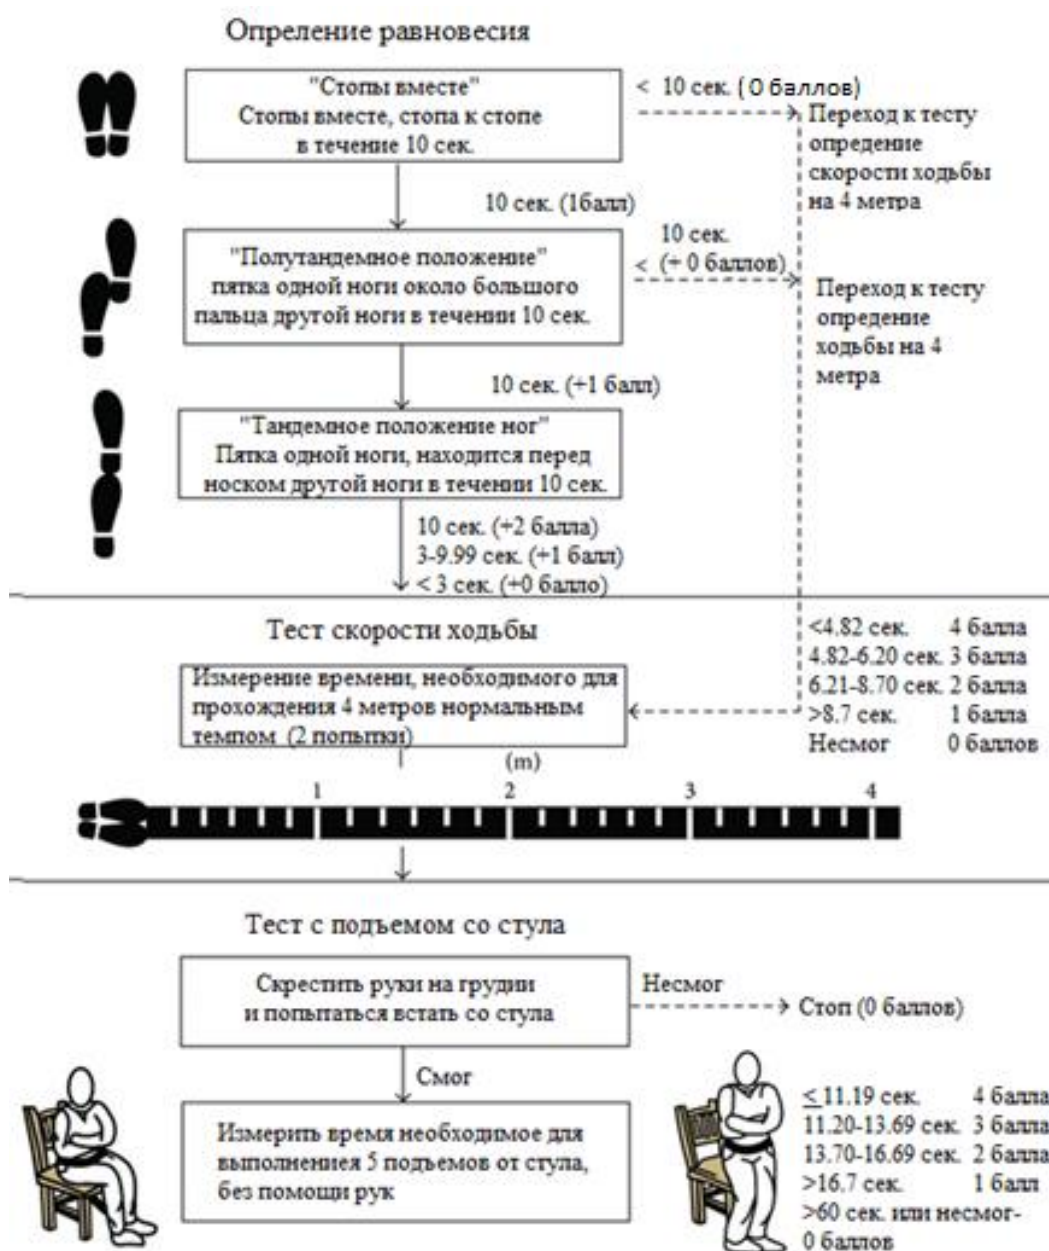 Опреление равновесия
"Стопы вместе"
Стопы вместе, стопа к стопе
в течение 10 сек.
< 10 сек. ( 0 баллов)
Переход к тесту
опредение
скорости ходьбы
на 4 метра
10 сек. (1балл)
"Полутандемное положение"
пятка одной ноги около большого
пальца другой ноги в течении 10 сек.
10 сек.
< (+ 0 баллов)
Переход к тесту
опредение
ходьбы на 4
метра
10 сек. (+1 балл)
"Тандемное положение ног"
Пятка одной ноги, находится перед
носком другой ноги в течении 10 сек.
10 сек. (+2 балла)
3-9.99 сек. (+1 балл)
< 3 сек. (+0 балло)
Тест скорости ходьбы
Измерение времени, необходимого для
прохождения 4 метров нормальным
темпом (2 попытки)
<4.82 сек. 4 балла
4.82-6.20 сек. 3 балла
6.21-8.70 сек. 2 балла
>8.7 сек. 1 балла
Несмог 0 баллов
(m)
1 2 3 4
Тест с подъемом со стула
Скрестить руки на грудии
и попытаться встать со стула
Несмог
Стоп (0 баллов)
Смог
Измерить время необходимое для
выполнениея 5 подъемов от стула,
без помощи рук
≤ 11.19 сек. 4 балла
11.20-13.69 сек. 3 балла
13.70-16.69 сек. 2 балла
>16.7 сек. 1 балл
>60 сек. или несмог-
0 баллов